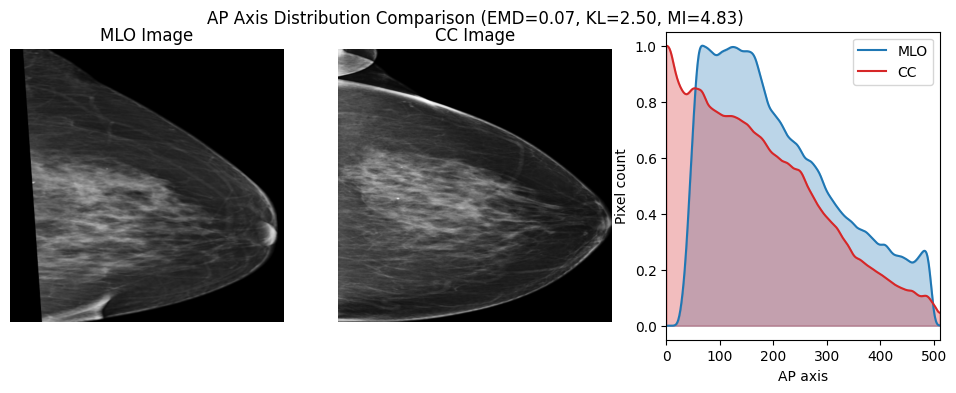 AP Axis Distribution Comparison (EMD=0.07, KL=2.50, MI=4.83)
MLO Image
CC Image
MLO
CC
Pixel count
1.0
0.8
0.6
0.4
0.2
0.0
0 100 200 300 400 500
AP axis